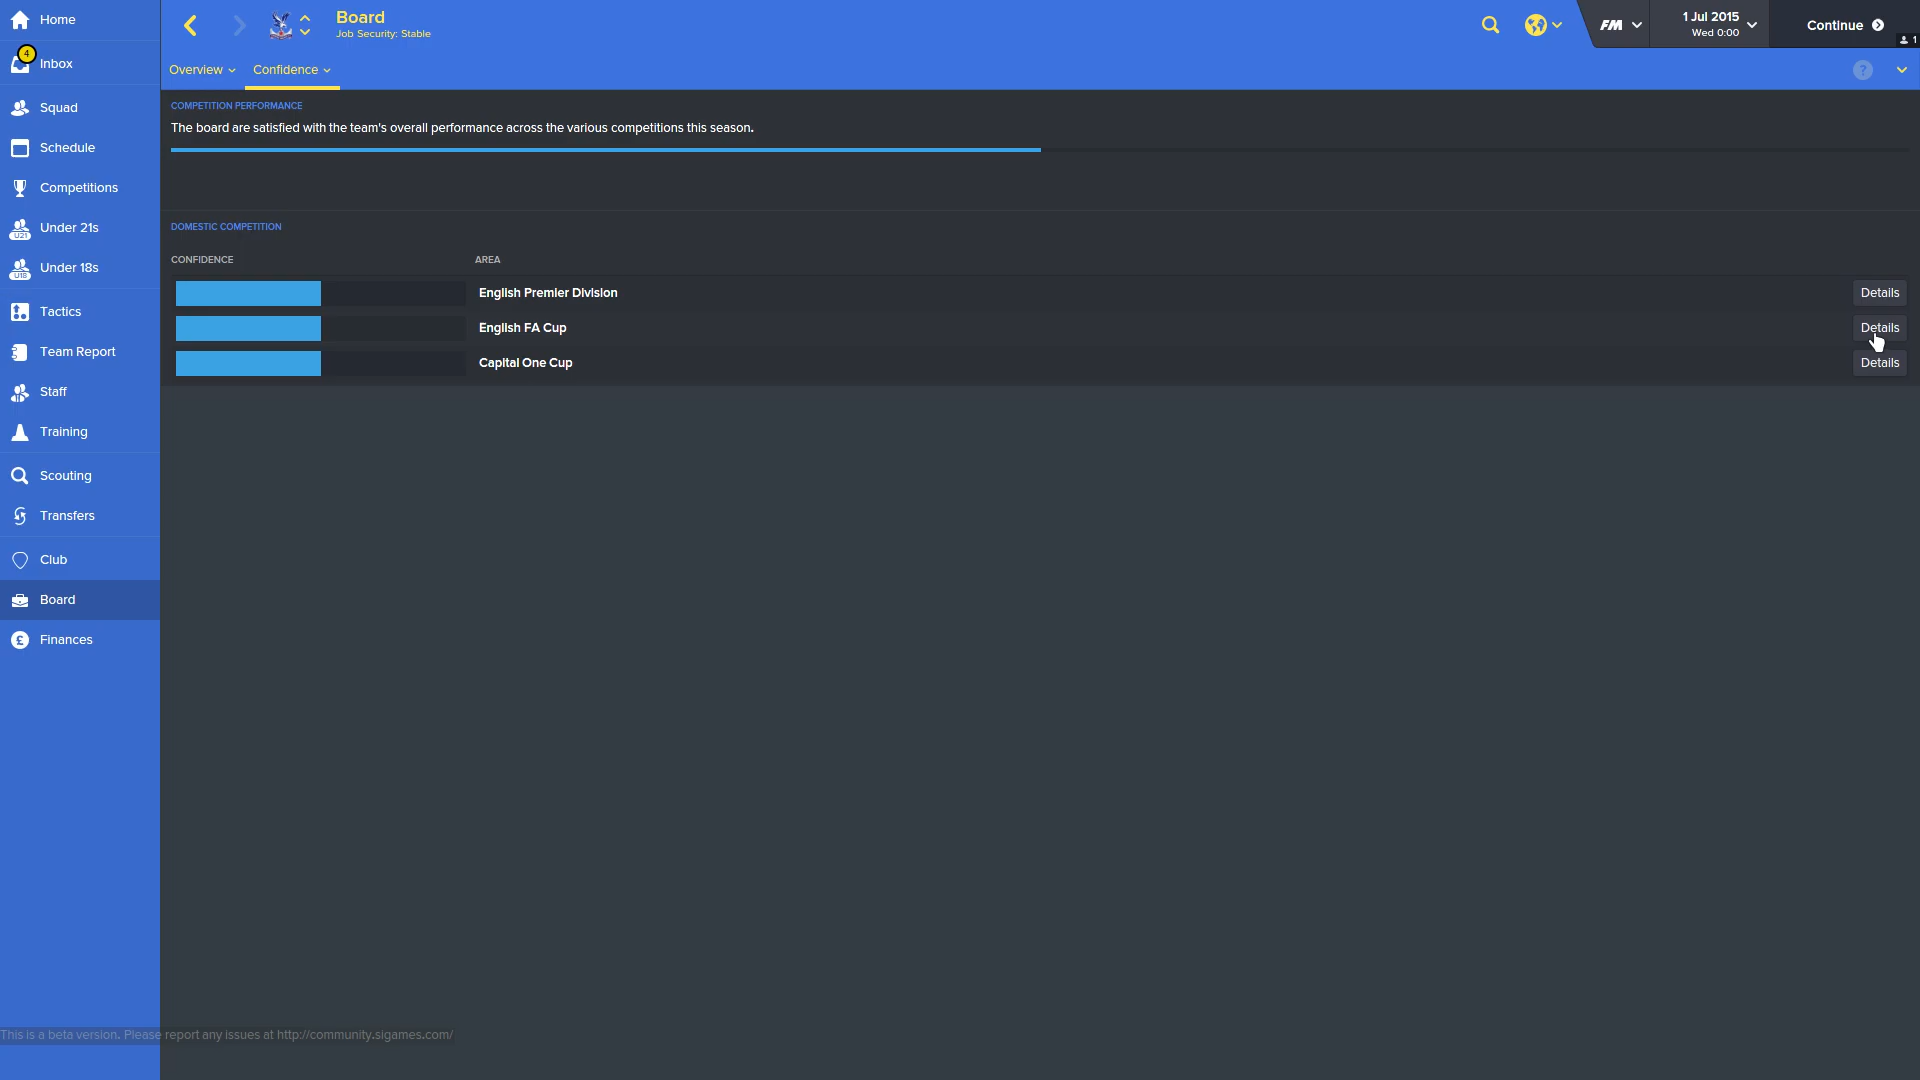 Home
4
Inbox
Squad
Schedule
Competitions
U21
Under 21s
U18
Under 18s
Tactics
Team Report
Staff
Training
Scouting
Transfers
Club
Board
£
Finances
Board
Job Security: Stable
FM
1 Jul 2015
Wed 0:00
Continue
1
Overview
Confidence
?
COMPETITION PERFORMANCE
The board are satisfied with the team's overall performance across the various competitions this season.
DOMESTIC COMPETITION
CONFIDENCE AREA
English Premier Division Details
English FA Cup Details
Capital One Cup Details
This is a beta version. Please report any issues at http://community.sigames.com/